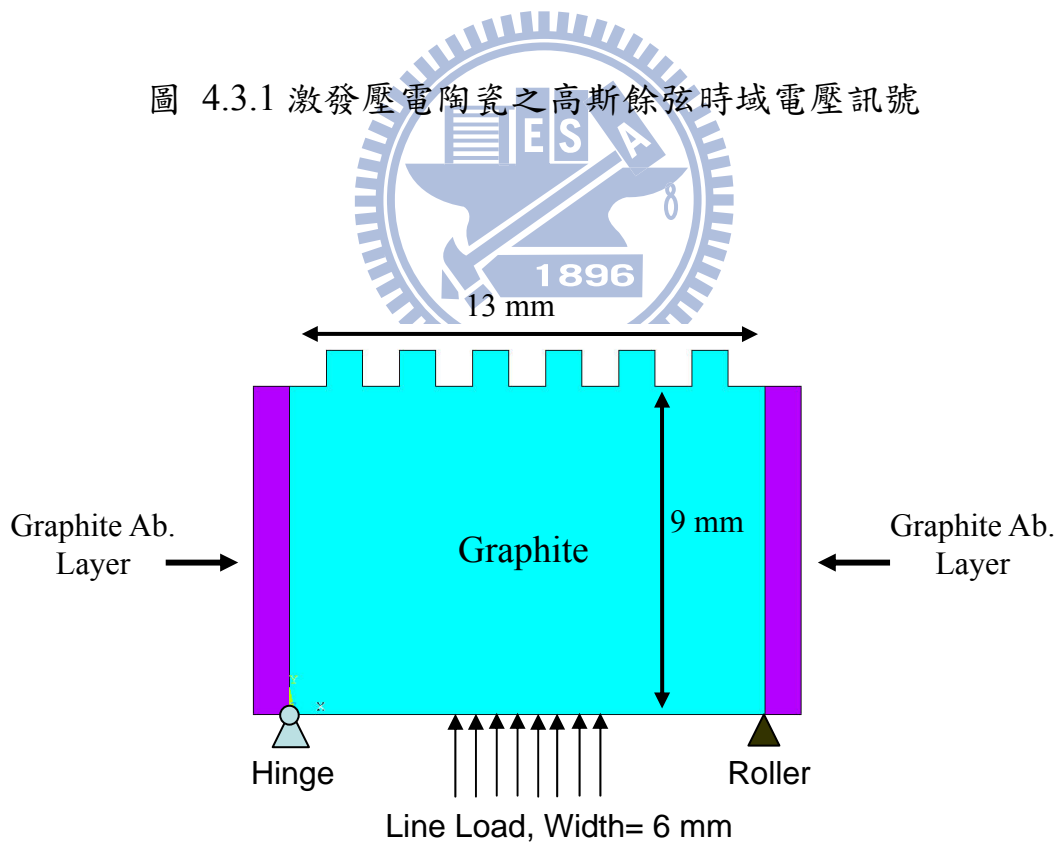 圖 4.3.1 激發壓電陶瓷之高斯餘弦時域電壓訊號
E S A
1896
13 mm
9 mm
Graphite Ab.
Layer
Graphite
Graphite Ab.
Layer
Y
X
Hinge
Roller
Line Load, Width= 6 mm